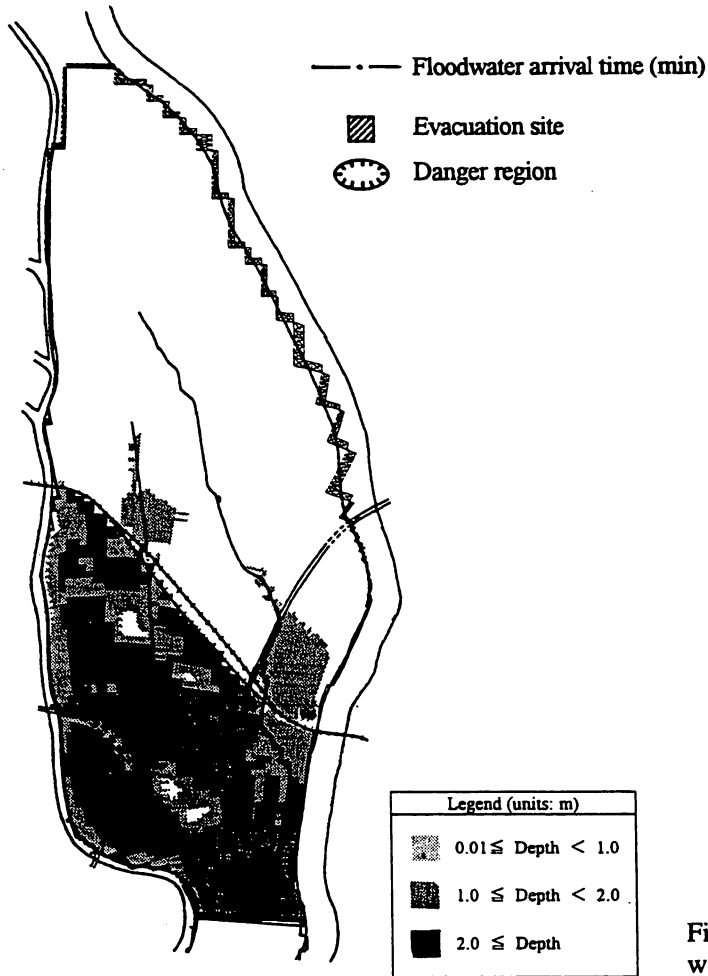 Floodwater arrival time (min)
Evacuation site
Danger region
Legend (units: m)
0.01 ≦ Depth < 1.0
1.0 ≦ Depth < 2.0
2.0 ≦ Depth
Fi
w